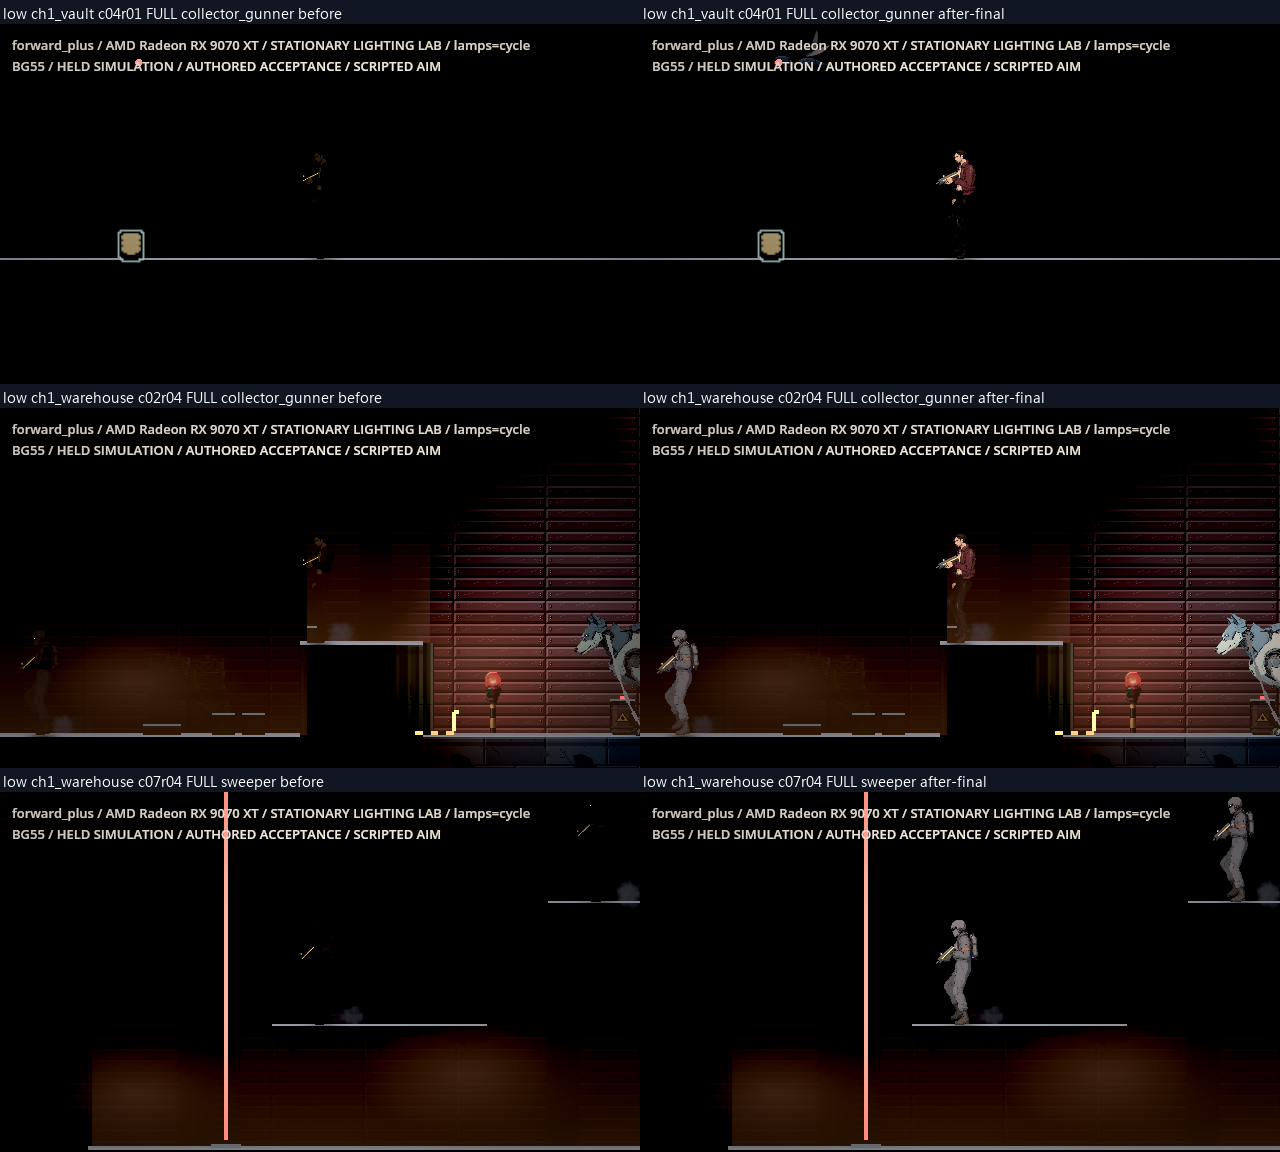 low ch1_vault c04r01 FULL collector_gunner before
low ch1_vault c04r01 FULL collector_gunner after-final
forward_plus / AMD Radeon RX 9070 XT / STATIONARY LIGHTING LAB / lamps=cycle
BG55 / HELD SIMULATION / AUTHORED ACCEPTANCE / SCRIPTED AIM
forward_plus / AMD Radeon RX 9070 XT / STATIONARY LIGHTING LAB / lamps=cycle
BG55 / HELD SIMULATION / AUTHORED ACCEPTANCE / SCRIPTED AIM
low ch1_warehouse c02r04 FULL collector_gunner before
low ch1_warehouse c02r04 FULL collector_gunner after-final
forward_plus / AMD Radeon RX 9070 XT / STATIONARY LIGHTING LAB / lamps=cycle
BG55 / HELD SIMULATION / AUTHORED ACCEPTANCE / SCRIPTED AIM
forward_plus / AMD Radeon RX 9070 XT / STATIONARY LIGHTING LAB / lamps=cycle
BG55 / HELD SIMULATION / AUTHORED ACCEPTANCE / SCRIPTED AIM
low ch1_warehouse c07r04 FULL sweeper before
low ch1_warehouse c07r04 FULL sweeper after-final
forward_plus / AMD Radeon RX 9070 XT / STATIONARY LIGHTING LAB / lamps=cycle
BG55 / HELD SIMULATION / AUTHORED ACCEPTANCE / SCRIPTED AIM
forward_plus / AMD Radeon RX 9070 XT / STATIONARY LIGHTING LAB / lamps=cycle
BG55 / HELD SIMULATION / AUTHORED ACCEPTANCE / SCRIPTED AIM